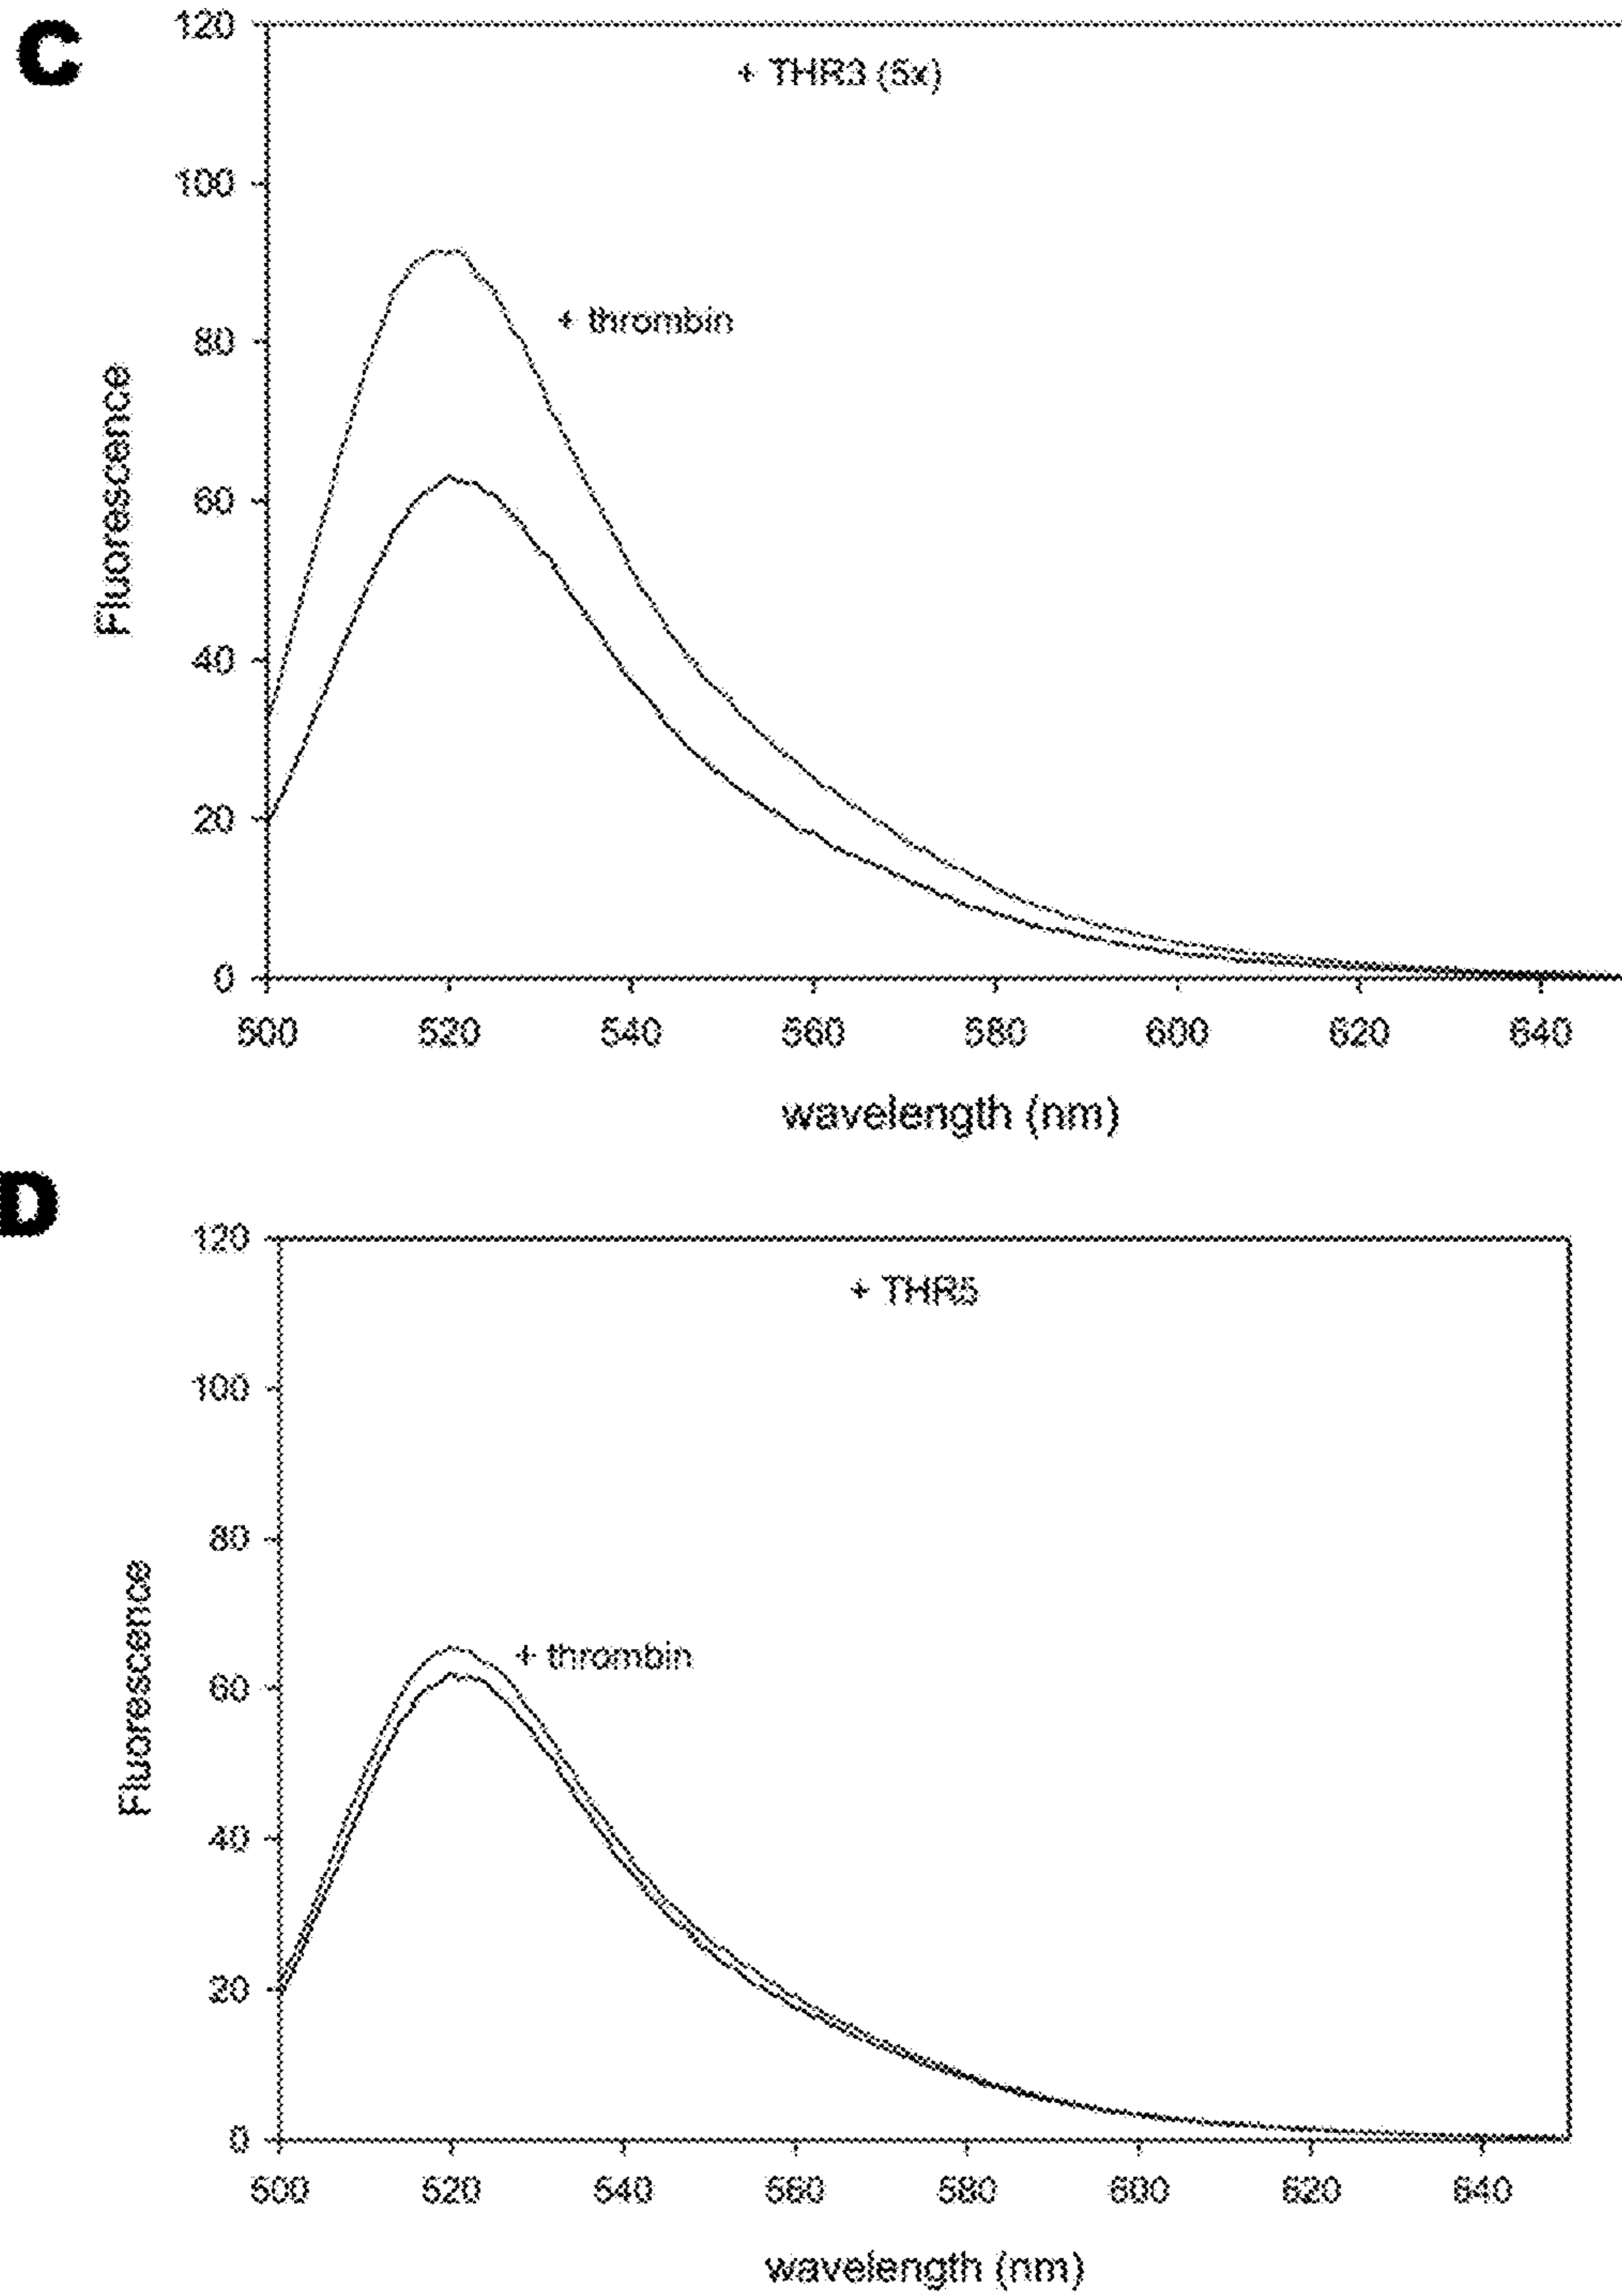 C
120
+ THR3 (5x)
100
+ thrombin
80
Fluorescence
60
40
20
0
500 520 540 560 580 600 620 640
wavelength (nm)
D
120
+ THR5
100
80
+ thrombin
Fluorescence
60
40
20
0
500 520 540 560 580 600 620 640
wavelength (nm)